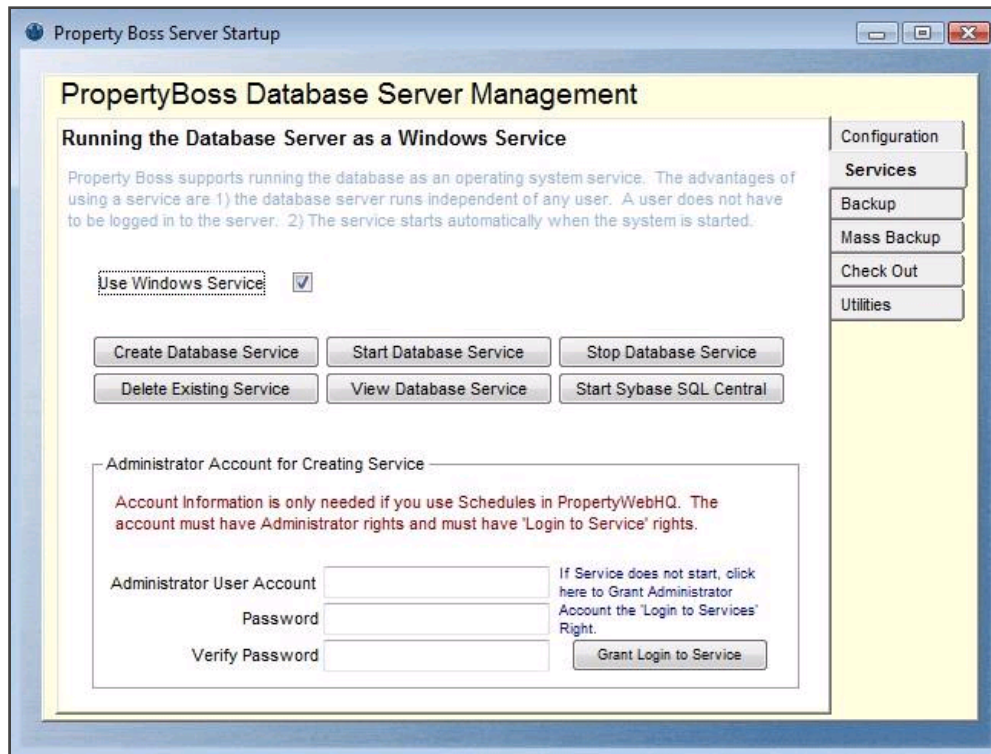 Property Boss Server Startup
PropertyBoss Database Server Management
Running the Database Server as a Windows Service
Property Boss supports running the database as an operating system service. The advantages of
using a service are 1) the database server runs independent of any user. A user does not have
to be logged in to the server. 2) The service starts automatically when the system is started.
Use Windows Service
Create Database Service Start Database Service Stop Database Service
Delete Existing Service View Database Service Start Sybase SQL Central
Administrator Account for Creating Service
Account Information is only needed if you use Schedules in PropertyWebHQ. The
account must have Administrator rights and must have 'Login to Service' rights.
Administrator User Account
Password
Verify Password
If Service does not start, click
here to Grant Administrator
Account the 'Login to Services'
Right.
Grant Login to Service
Configuration
Services
Backup
Mass Backup
Check Out
Utilities